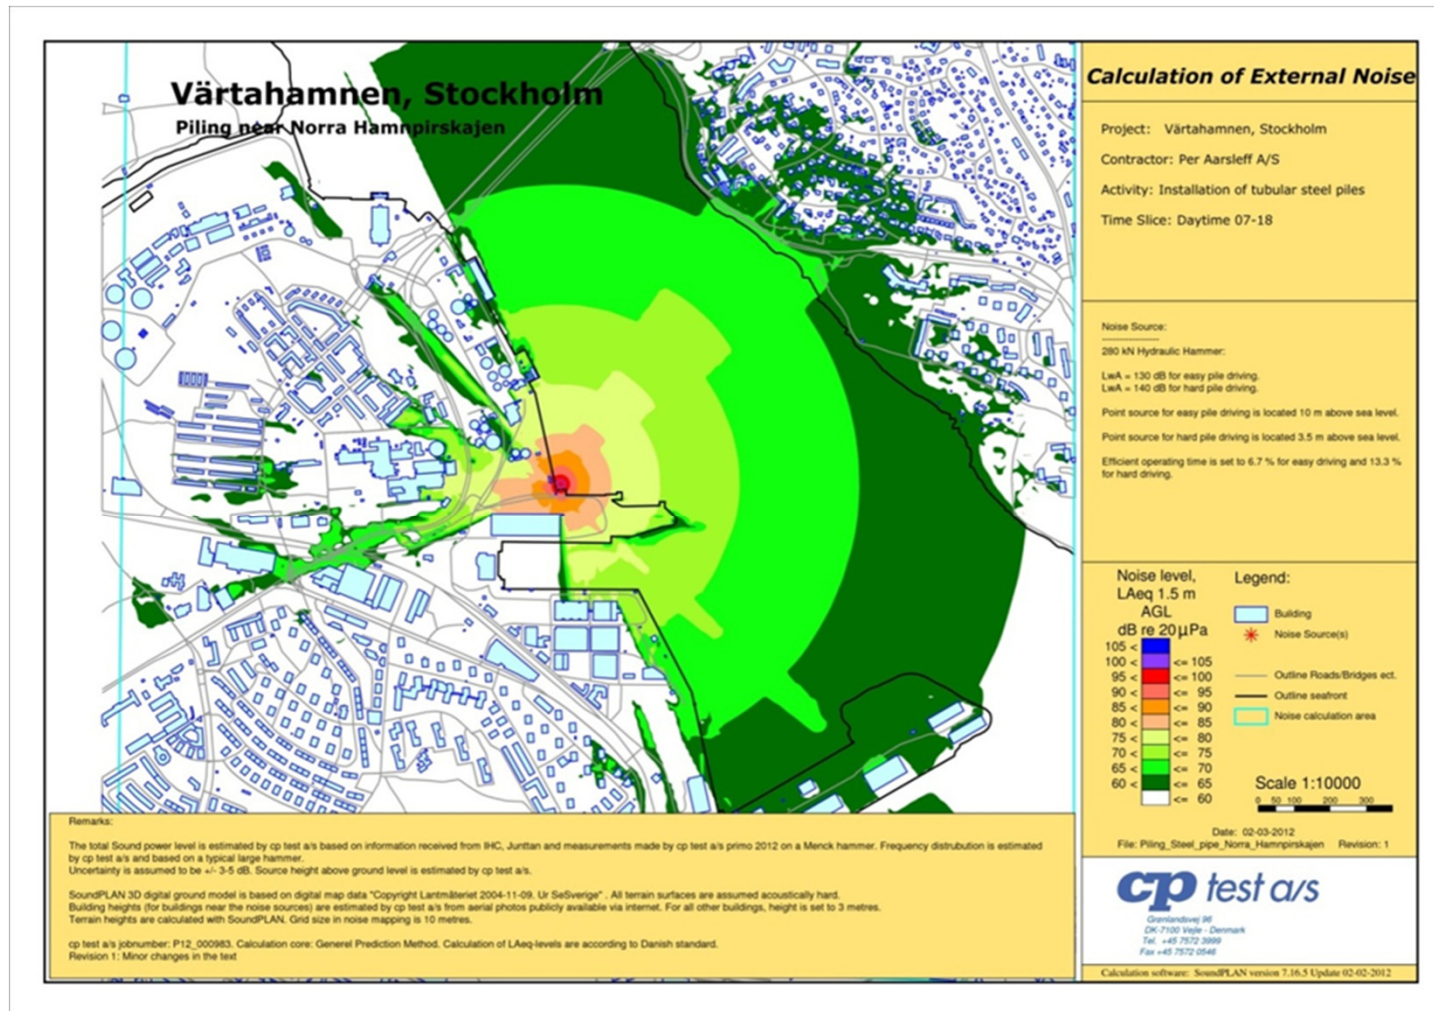 Värtahamnen, Stockholm
Piling near Norra Hamnpirskajen
Calculation of External Noise
Project: Värtahamnen, Stockholm
Contractor: Per Aarsleff A/S
Activity: Installation of tubular steel piles
Time Slice: Daytime 07-18
Noise Source:
--------------------
280 kN Hydraulic Hammer:
LwA = 130 dB for easy pile driving.
LwA = 140 dB for hard pile driving.
Point source for easy pile driving is located 10 m above sea level.
Point source for hard pile driving is located 3.5 m above sea level.
Efficient operating time is set to 6.7 % for easy driving and 13.3 %
for hard driving.
Noise level,
LAeq 1.5 m
AGL
dB re 20µPa
105 <
100 < <= 105
95 < <= 100
90 < <= 95
85 < <= 90
80 < <= 85
75 < <= 80
70 < <= 75
65 < <= 70
60 < <= 65
<= 60
Legend:
Building
Noise Source(s)
Outline Roads/Bridges ect.
Outline seafront
Noise calculation area
Scale 1:10000
0 50 100 200 300
Date: 02-03-2012
File: Piling_Steel_pipe_Norra_Hamnpirskajen Revision: 1
Remarks:
The total Sound power level is estimated by cp test a/s based on information received from IHC, Junttan and measurements made by cp test a/s primo 2012 on a Menck hammer. Frequency distrubution is estimated
by cp test a/s and based on a typical large hammer.
Uncertainty is assumed to be +/- 3-5 dB. Source height above ground level is estimated by cp test a/s.
SoundPLAN 3D digital ground model is based on digital map data "Copyright Lantmäteriet 2004-11-09. Ur SeSverige" . All terrain surfaces are assumed acoustically hard.
Building heights (for buildings near the noise sources) are estimated by cp test a/s from aerial photos publicly available via internet. For all other buildings, height is set to 3 metres.
Terrain heights are calculated with SoundPLAN. Grid size in noise mapping is 10 metres.
cp test a/s jobnumber: P12_000983. Calculation core: Generel Prediction Method. Calculation of LAeq-levels are according to Danish standard.
Revision 1: Minor changes in the text
cp test a/s
Grønlandsvej 96
DK-7100 Vejle - Denmark
Tel. +45 7572 3999
Fax +45 7572 0546
Calculation software: SoundPLAN version 7.16.5 Update 02-02-2012